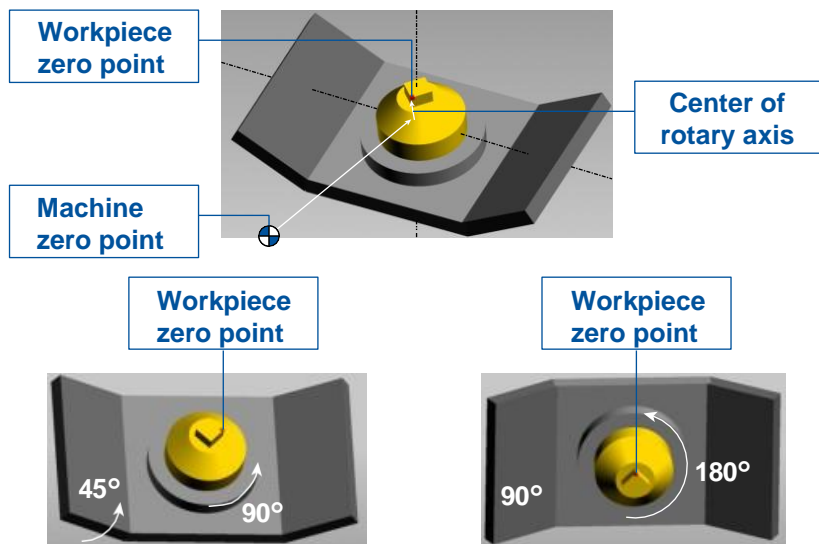 Workpiece
zero point
Center of
rotary axis
Machine
zero point
Workpiece
zero point
Workpiece
zero point
45°
90°
90°
180°